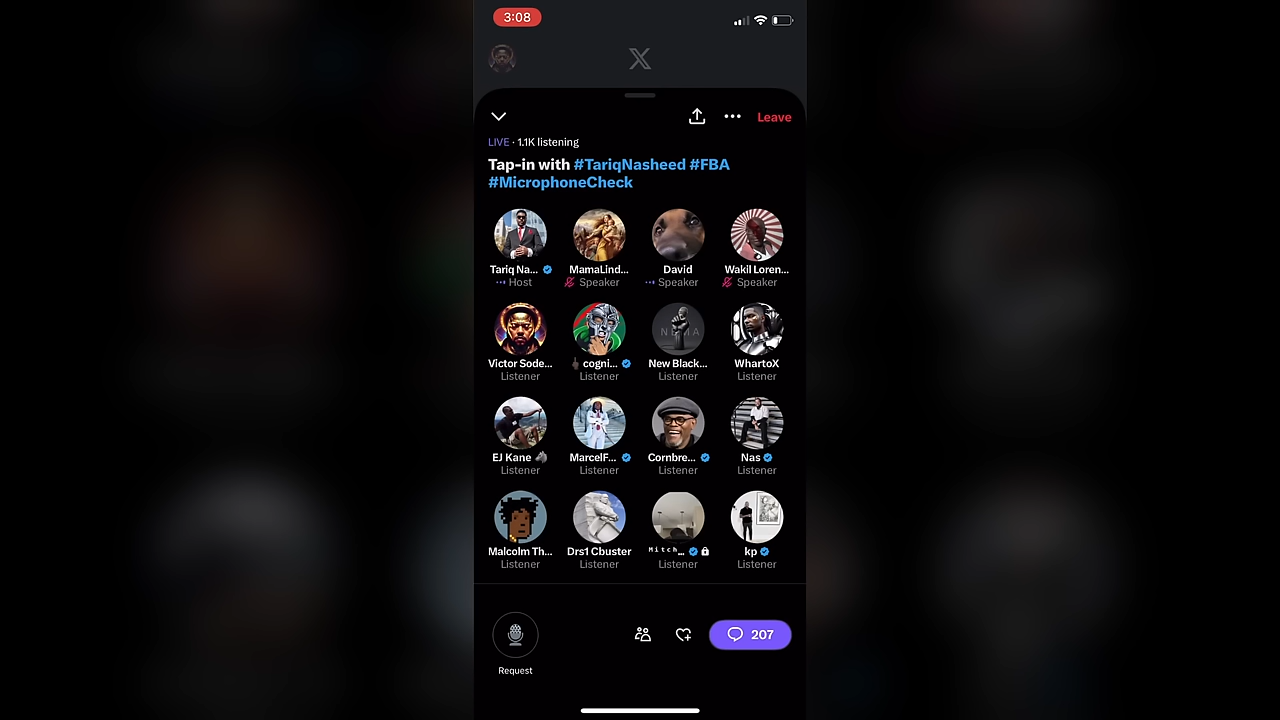 3:08
X
Leave
LIVE · 1.1K listening
Tap-in with #TariqNasheed #FBA
#MicrophoneCheck
Tariq Na... MamaLind... David Wakil Loren...
Host Speaker Speaker Speaker
Victor Sode... cogni... New Black... WhartoX
Listener Listener Listener Listener
EJ Kane MarcelF... Cornbre... Nas
Listener Listener Listener Listener
Malcolm Th... Drs1 Cbuster Mitch... kp
Listener Listener Listener Listener
207
Request